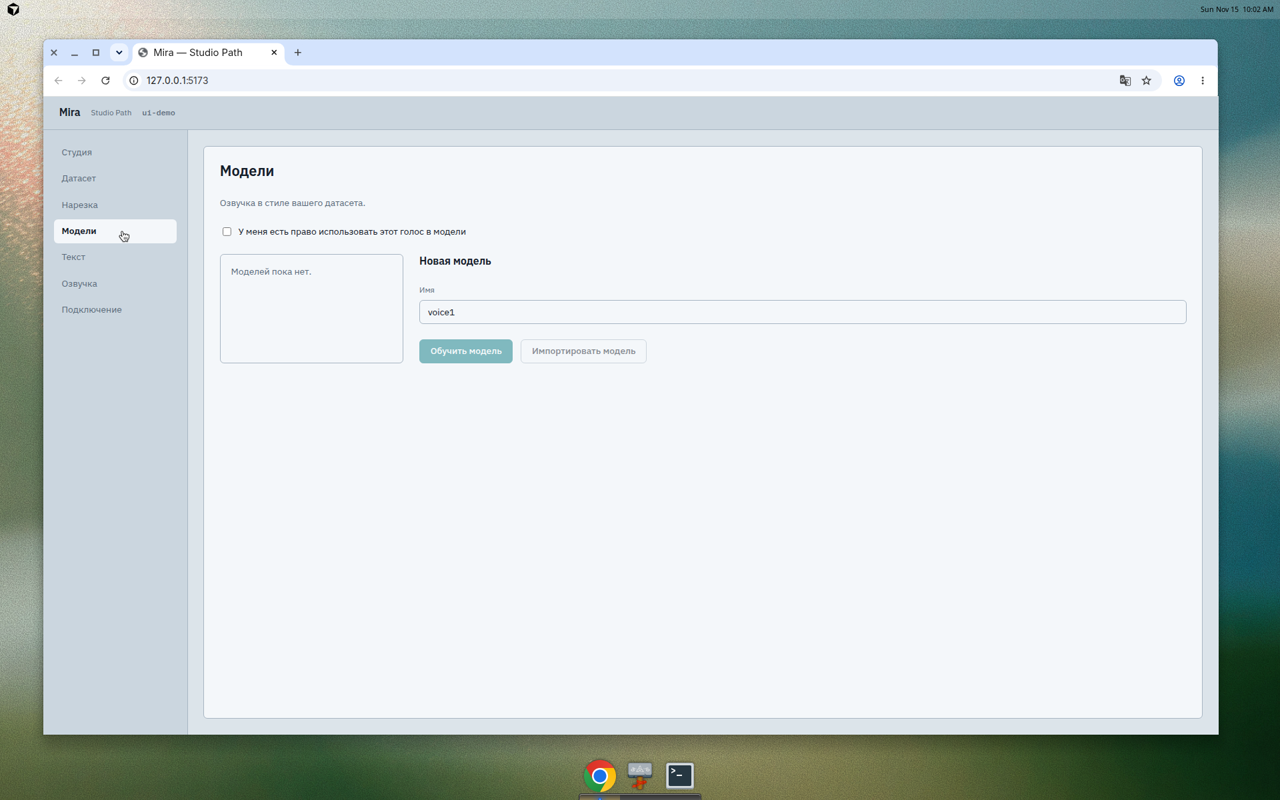 Sun Nov 15 10:02 AM
Mira — Studio Path
127.0.0.1:5173
Mira Studio Path u1-demo
Студия
Датасет
Нарезка
Модели
Текст
Озвучка
Подключение
Модели
Озвучка в стиле вашего датасета.
У меня есть право использовать этот голос в модели
Моделей пока нет.
Новая модель
Имя
voice1
Обучить модель
Импортировать модель